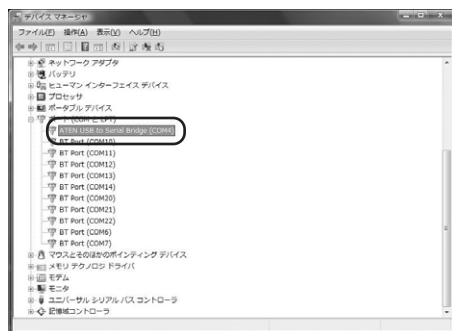 デバイス マネージャ
ファイル(F) 操作(A) 表示(V) ヘルプ(H)
ネットワーク アダプタ
バッテリ
ヒューマン インターフェイス デバイス
プロセッサ
ポータブル デバイス
ポート (COM と LPT)
ATEN USB to Serial Bridge (COM4)
BT Port (COM10)
BT Port (COM11)
BT Port (COM12)
BT Port (COM13)
BT Port (COM14)
BT Port (COM20)
BT Port (COM21)
BT Port (COM22)
BT Port (COM6)
BT Port (COM7)
マウスとそのほかのポインティング デバイス
メモリ テクノロジ ドライバ
モデム
モニタ
ユニバーサル シリアル バス コントローラ
記憶域コントローラ